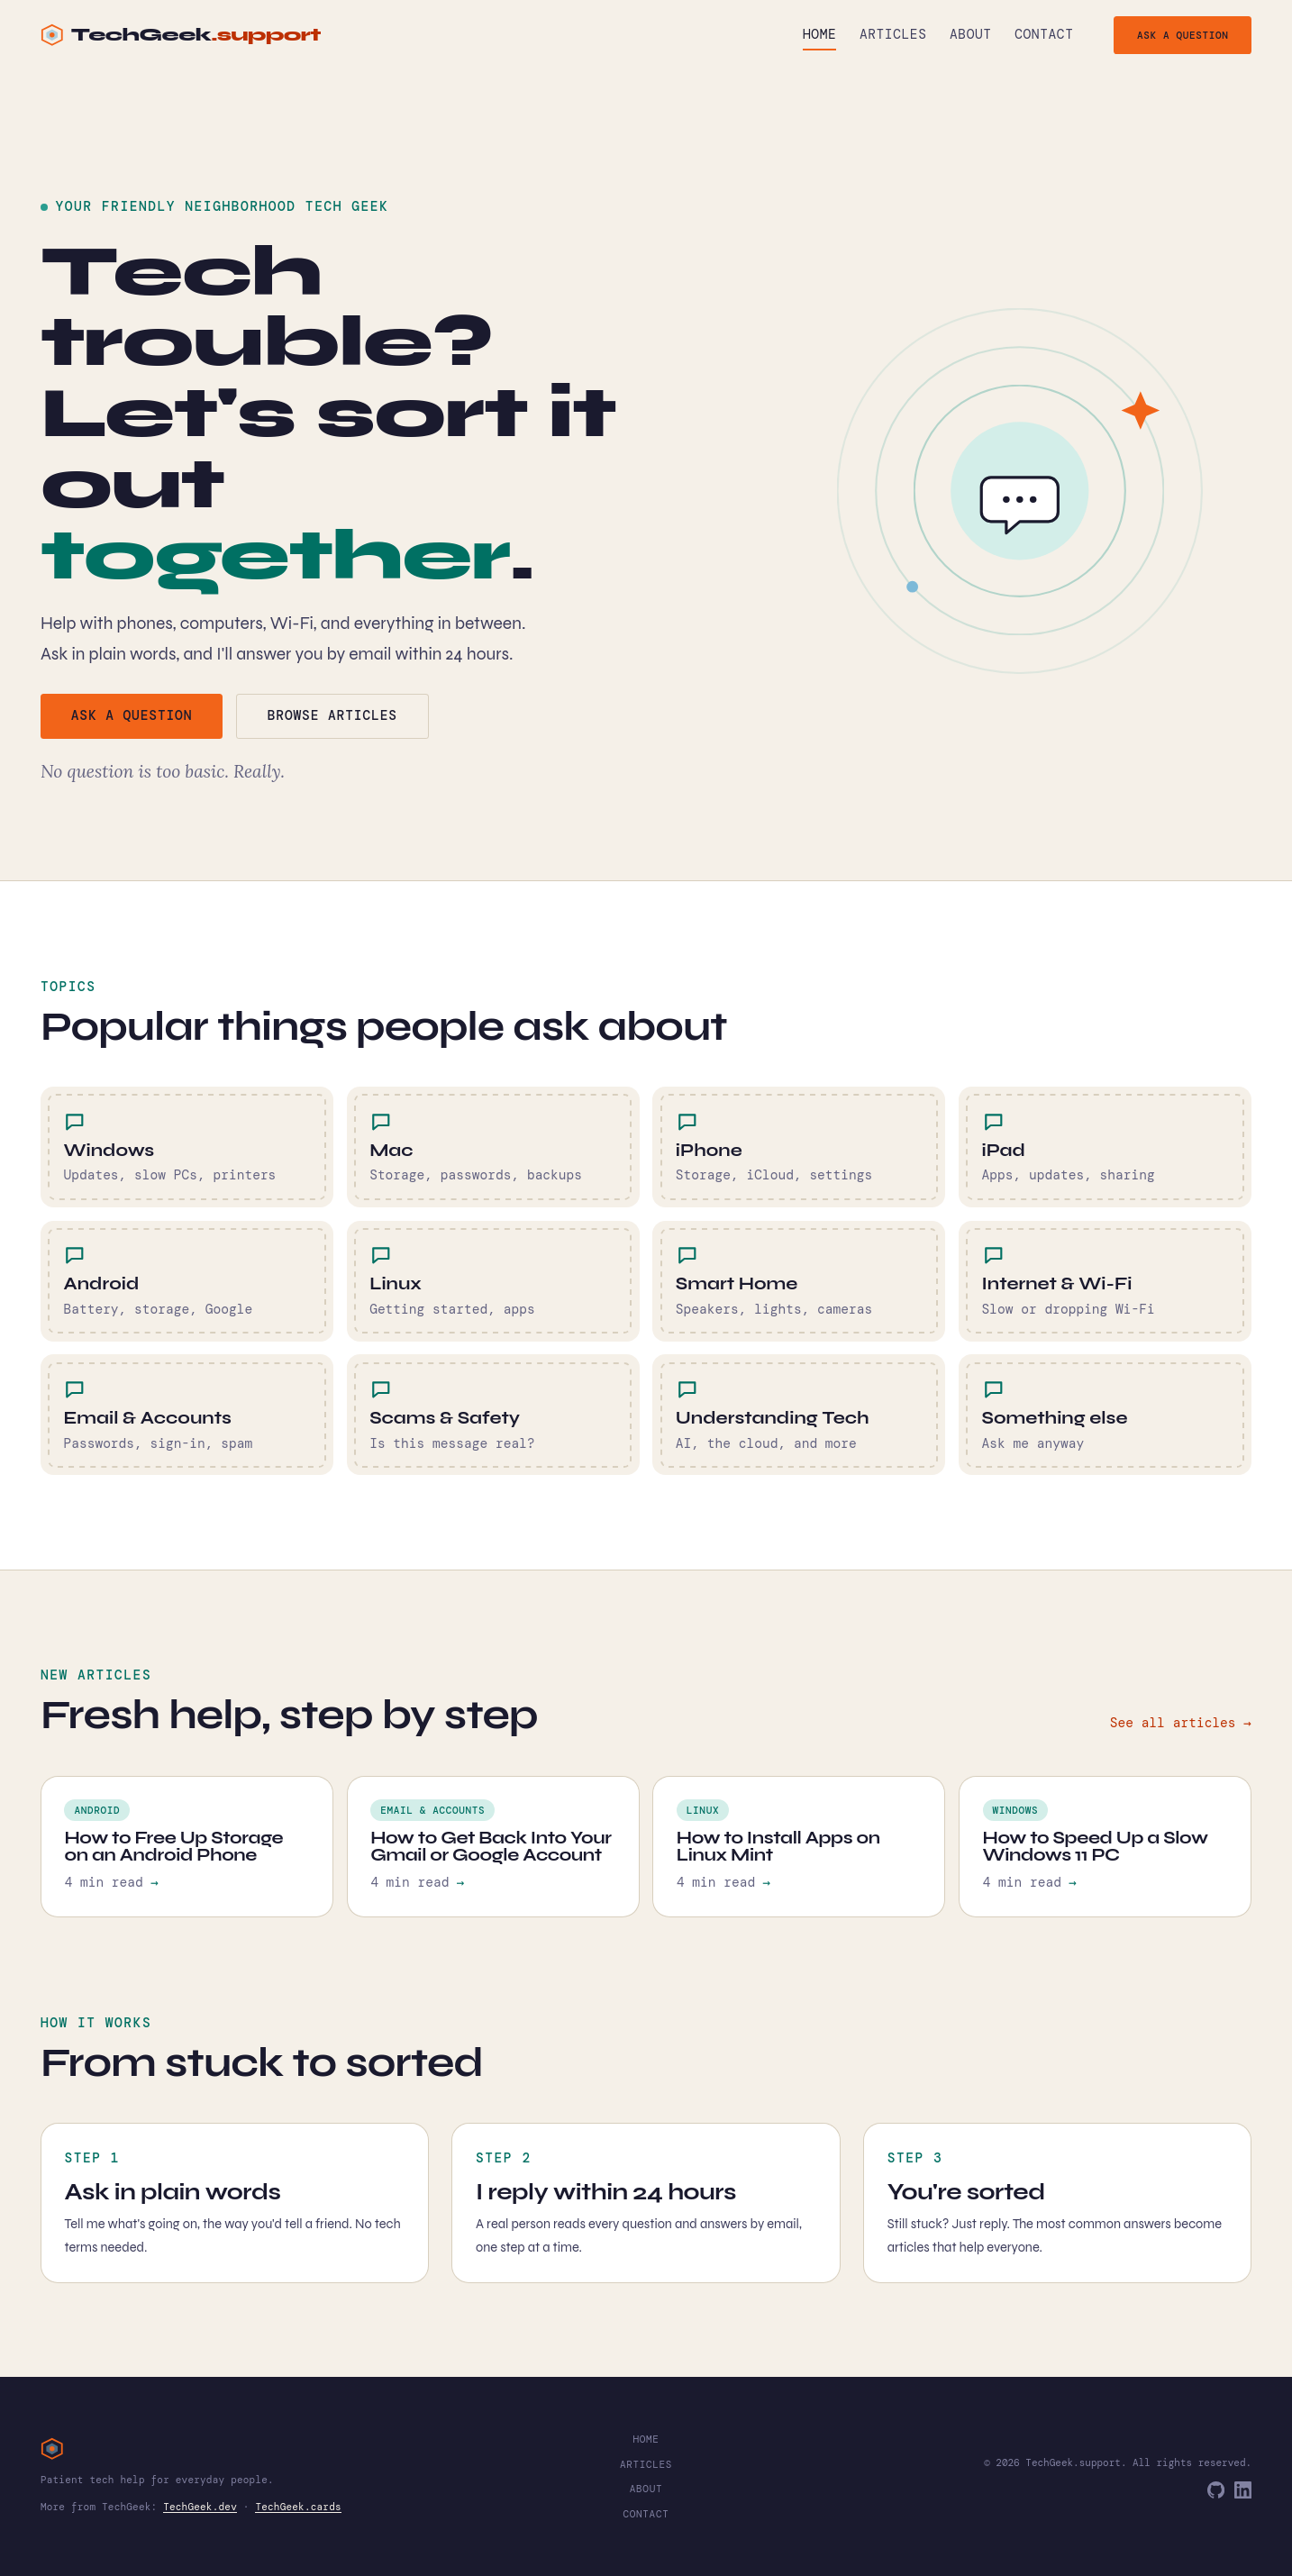 TechGeek.support
HOME ARTICLES ABOUT CONTACT ASK A QUESTION
YOUR FRIENDLY NEIGHBORHOOD TECH GEEK
Tech
trouble?
Let's sort it
out
together.
Help with phones, computers, Wi-Fi, and everything in between.
Ask in plain words, and I'll answer you by email within 24 hours.
ASK A QUESTION BROWSE ARTICLES
No question is too basic. Really.
TOPICS
Popular things people ask about
Windows
Updates, slow PCs, printers
Mac
Storage, passwords, backups
iPhone
Storage, iCloud, settings
iPad
Apps, updates, sharing
Android
Battery, storage, Google
Linux
Getting started, apps
Smart Home
Speakers, lights, cameras
Internet & Wi-Fi
Slow or dropping Wi-Fi
Email & Accounts
Passwords, sign-in, spam
Scams & Safety
Is this message real?
Understanding Tech
AI, the cloud, and more
Something else
Ask me anyway
NEW ARTICLES
Fresh help, step by step
See all articles →
ANDROID
How to Free Up Storage
on an Android Phone
4 min read →
EMAIL & ACCOUNTS
How to Get Back Into Your
Gmail or Google Account
4 min read →
LINUX
How to Install Apps on
Linux Mint
4 min read →
WINDOWS
How to Speed Up a Slow
Windows 11 PC
4 min read →
HOW IT WORKS
From stuck to sorted
STEP 1
Ask in plain words
Tell me what's going on, the way you'd tell a friend. No tech
terms needed.
STEP 2
I reply within 24 hours
A real person reads every question and answers by email,
one step at a time.
STEP 3
You're sorted
Still stuck? Just reply. The most common answers become
articles that help everyone.
Patient tech help for everyday people.
More from TechGeek: TechGeek.dev · TechGeek.cards
HOME
ARTICLES
ABOUT
CONTACT
© 2026 TechGeek.support. All rights reserved.